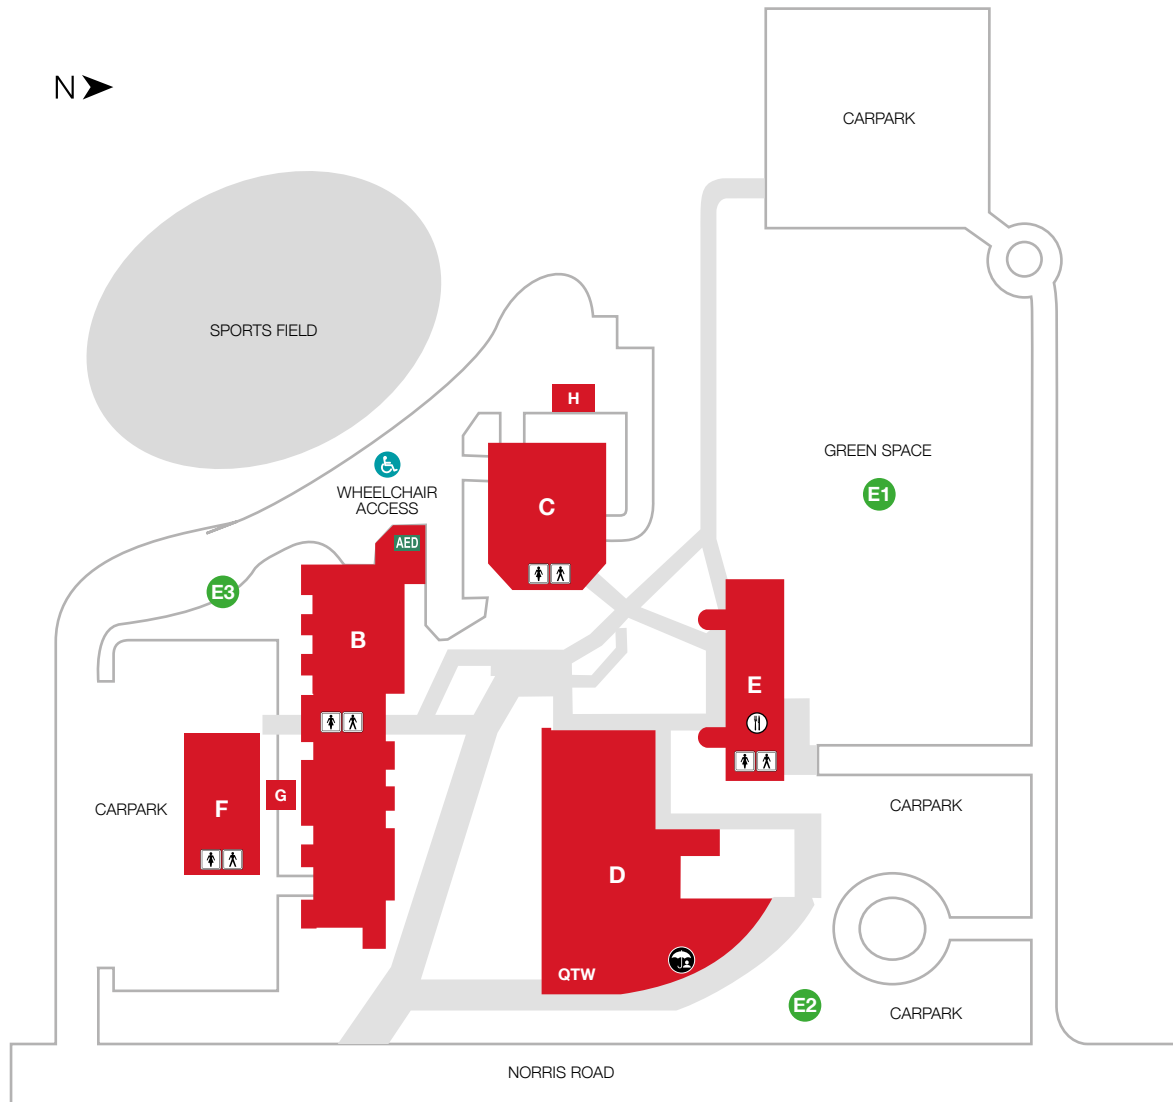 N
CARPARK
SPORTS FIELD
H
GREEN SPACE
E1
WHEELCHAIR
ACCESS
C
AED
E3
B
E
G
CARPARK
F
CARPARK
D
QTW
E2
CARPARK
NORRIS ROAD